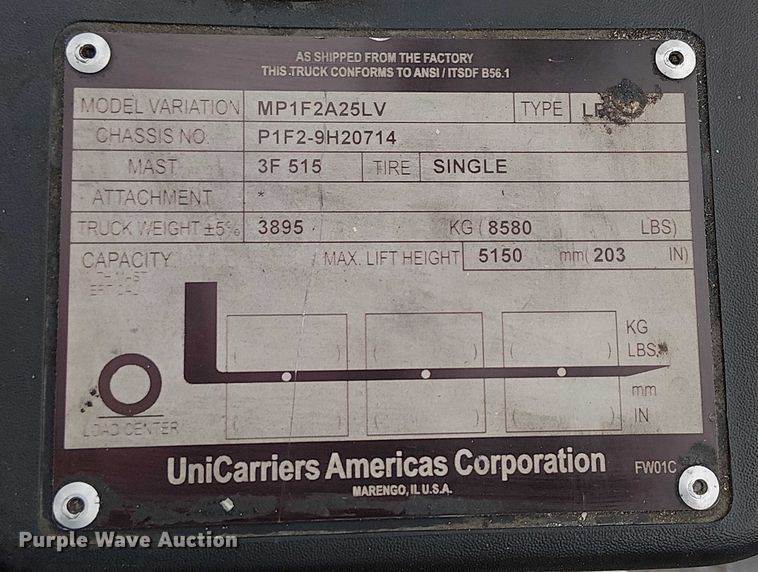 AS SHIPPED FROM THE FACTORY
THIS TRUCK CONFORMS TO ANSI / ITSDF B56.1
MODEL VARIATION MP1F2A25LV TYPE
CHASSIS NO. P1F2-9H20714
MAST 3F 515 TIRE SINGLE
ATTACHMENT *
TRUCK WEIGHT ±5% 3895 KG ( 8580 LBS)
CAPACITY MAX. LIFT HEIGHT 5150 mm( 203 IN)
KG
( ) ( ) ( ) LBS
mm
( ) ( ) ( ) IN
LOAD CENTER
UniCarriers Americas Corporation FW01C
MARENGO, IL U.S.A.
Purple Wave Auction